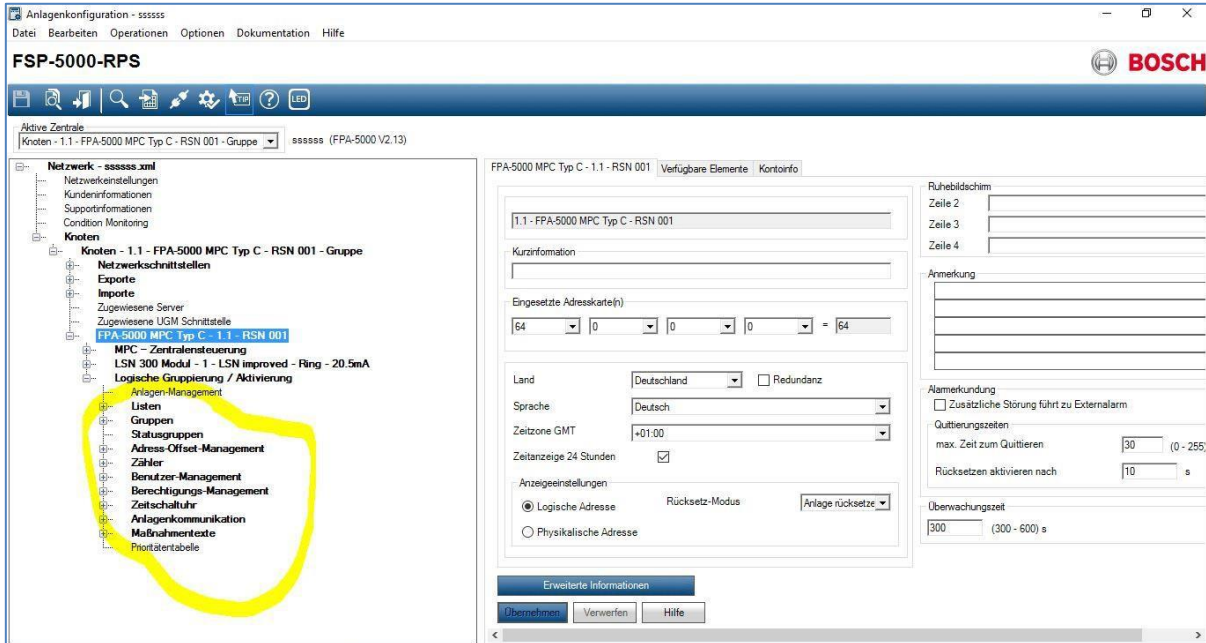 Anlagenkonfiguration - ssssss
Datei Bearbeiten Operationen Optionen Dokumentation Hilfe
FSP-5000-RPS
BOSCH
TIP
LED
Aktive Zentrale
Knoten - 1.1 - FPA-5000 MPC Typ C - RSN 001 - Gruppe
ssssss (FPA-5000 V2.13)
Netzwerk - ssssss.xml
Netzwerkeinstellungen
Kundeninformationen
Supportinformationen
Condition Monitoring
Knoten
Knoten - 1.1 - FPA-5000 MPC Typ C - RSN 001 - Gruppe
Netzwerkschnittstellen
Exporte
Importe
Zugewiesene Server
Zugewiesene UGM Schnittstelle
FPA-5000 MPC Typ C - 1.1 - RSN 001
MPC – Zentralensteuerung
LSN 300 Modul - 1 - LSN improved - Ring - 20.5mA
Logische Gruppierung / Aktivierung
Anlagen-Management
Listen
Gruppen
Statusgruppen
Adress-Offset-Management
Zähler
Benutzer-Management
Berechtigungs-Management
Zeitschaltuhr
Anlagenkommunikation
Maßnahmentexte
Prioritätentabelle
FPA-5000 MPC Typ C - 1.1 - RSN 001 Verfügbare Elemente Kontoinfo
1.1 - FPA-5000 MPC Typ C - RSN 001
Kurzinformation
Eingesetzte Adresskarte(n)
64 0 0 0 = 64
Land Deutschland Redundanz
Sprache Deutsch
Zeitzone GMT +01:00
Zeitanzeige 24 Stunden
Anzeigeeinstellungen
Logische Adresse Rücksetz-Modus Anlage rücksetze
Physikalische Adresse
Erweiterte Informationen
Übernehmen Verwerfen Hilfe
Ruhebildschirm
Zeile 2
Zeile 3
Zeile 4
Anmerkung
Alarmerkundung
Zusätzliche Störung führt zu Externalarm
Quittierungszeiten
max. Zeit zum Quittieren 30 (0 - 255)
Rücksetzen aktivieren nach 10 s
Überwachungszeit
300 (300 - 600) s